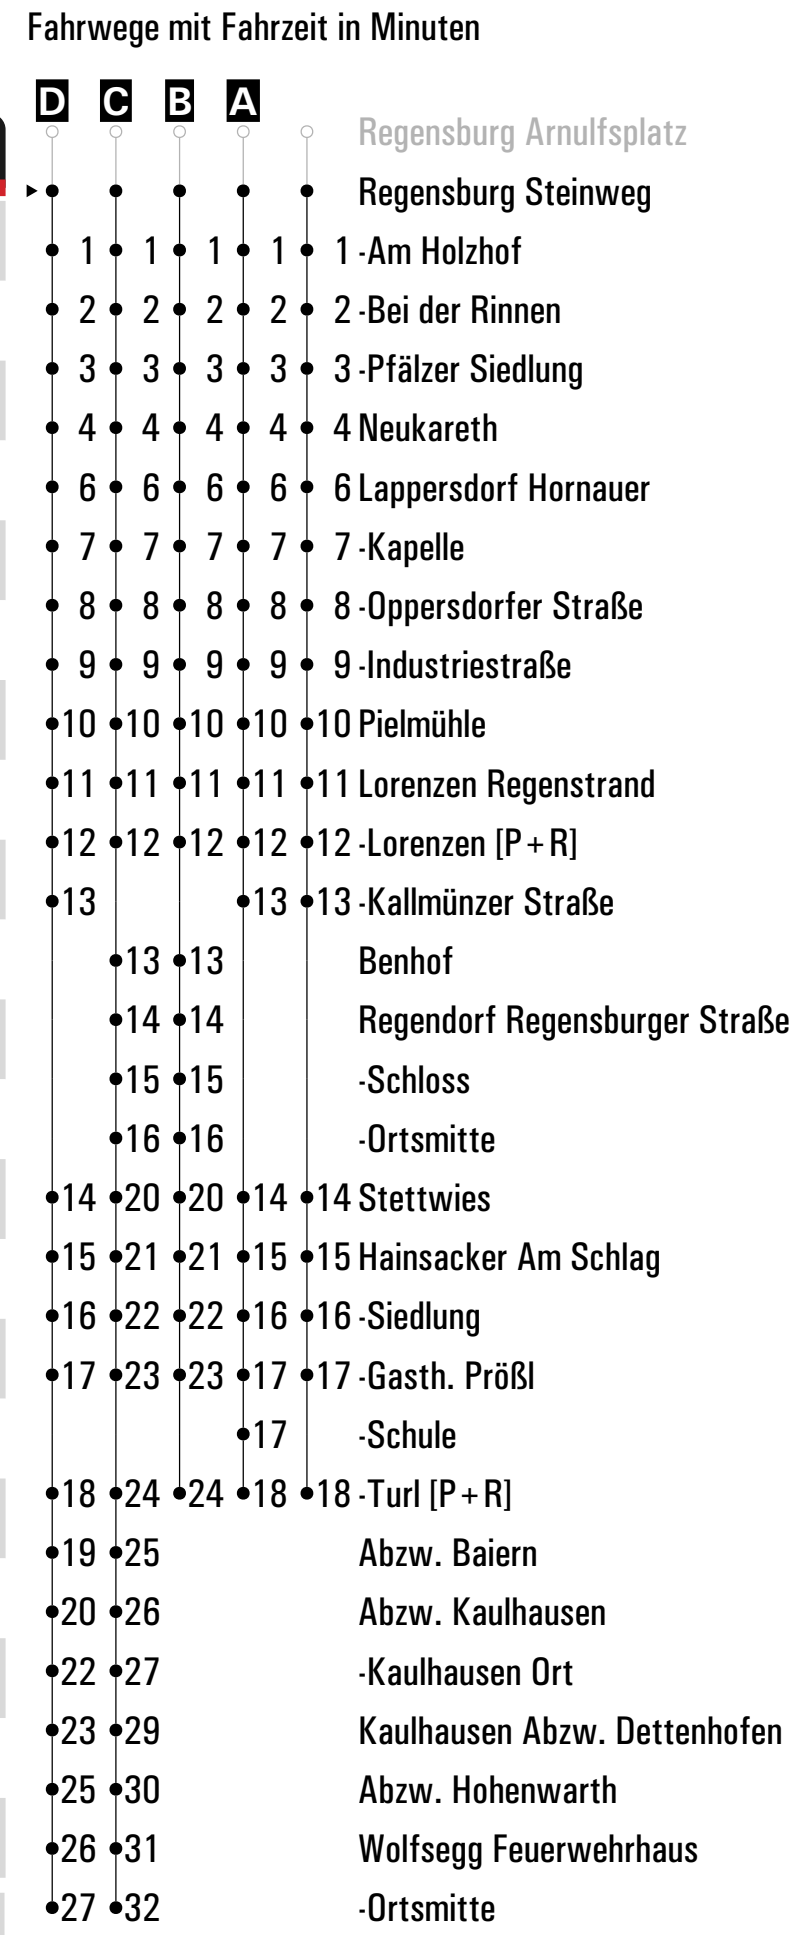 Fahrwege mit Fahrzeit in Minuten
D C B A
Regensburg Arnulfsplatz
Regensburg Steinweg
1 1 1 1 1 -Am Holzhof
2 2 2 2 2 -Bei der Rinnen
3 3 3 3 3 -Pfälzer Siedlung
4 4 4 4 4 Neukareth
6 6 6 6 6 Lappersdorf Hornauer
7 7 7 7 7 -Kapelle
8 8 8 8 8 -Oppersdorfer Straße
9 9 9 9 9 -Industriestraße
10 10 10 10 10 Pielmühle
11 11 11 11 11 Lorenzen Regenstrand
12 12 12 12 12 -Lorenzen [P+R]
13 13 13 -Kallmünzer Straße
13 13 Benhof
14 14 Regendorf Regensburger Straße
15 15 -Schloss
16 16 -Ortsmitte
14 20 20 14 14 Stettwies
15 21 21 15 15 Hainsacker Am Schlag
16 22 22 16 16 -Siedlung
17 23 23 17 17 -Gasth. Prößl
17 -Schule
18 24 24 18 18 -Turl [P+R]
19 25 Abzw. Baiern
20 26 Abzw. Kaulhausen
22 27 -Kaulhausen Ort
23 29 Kaulhausen Abzw. Dettenhofen
25 30 Abzw. Hohenwarth
26 31 Wolfsegg Feuerwehrhaus
27 32 -Ortsmitte